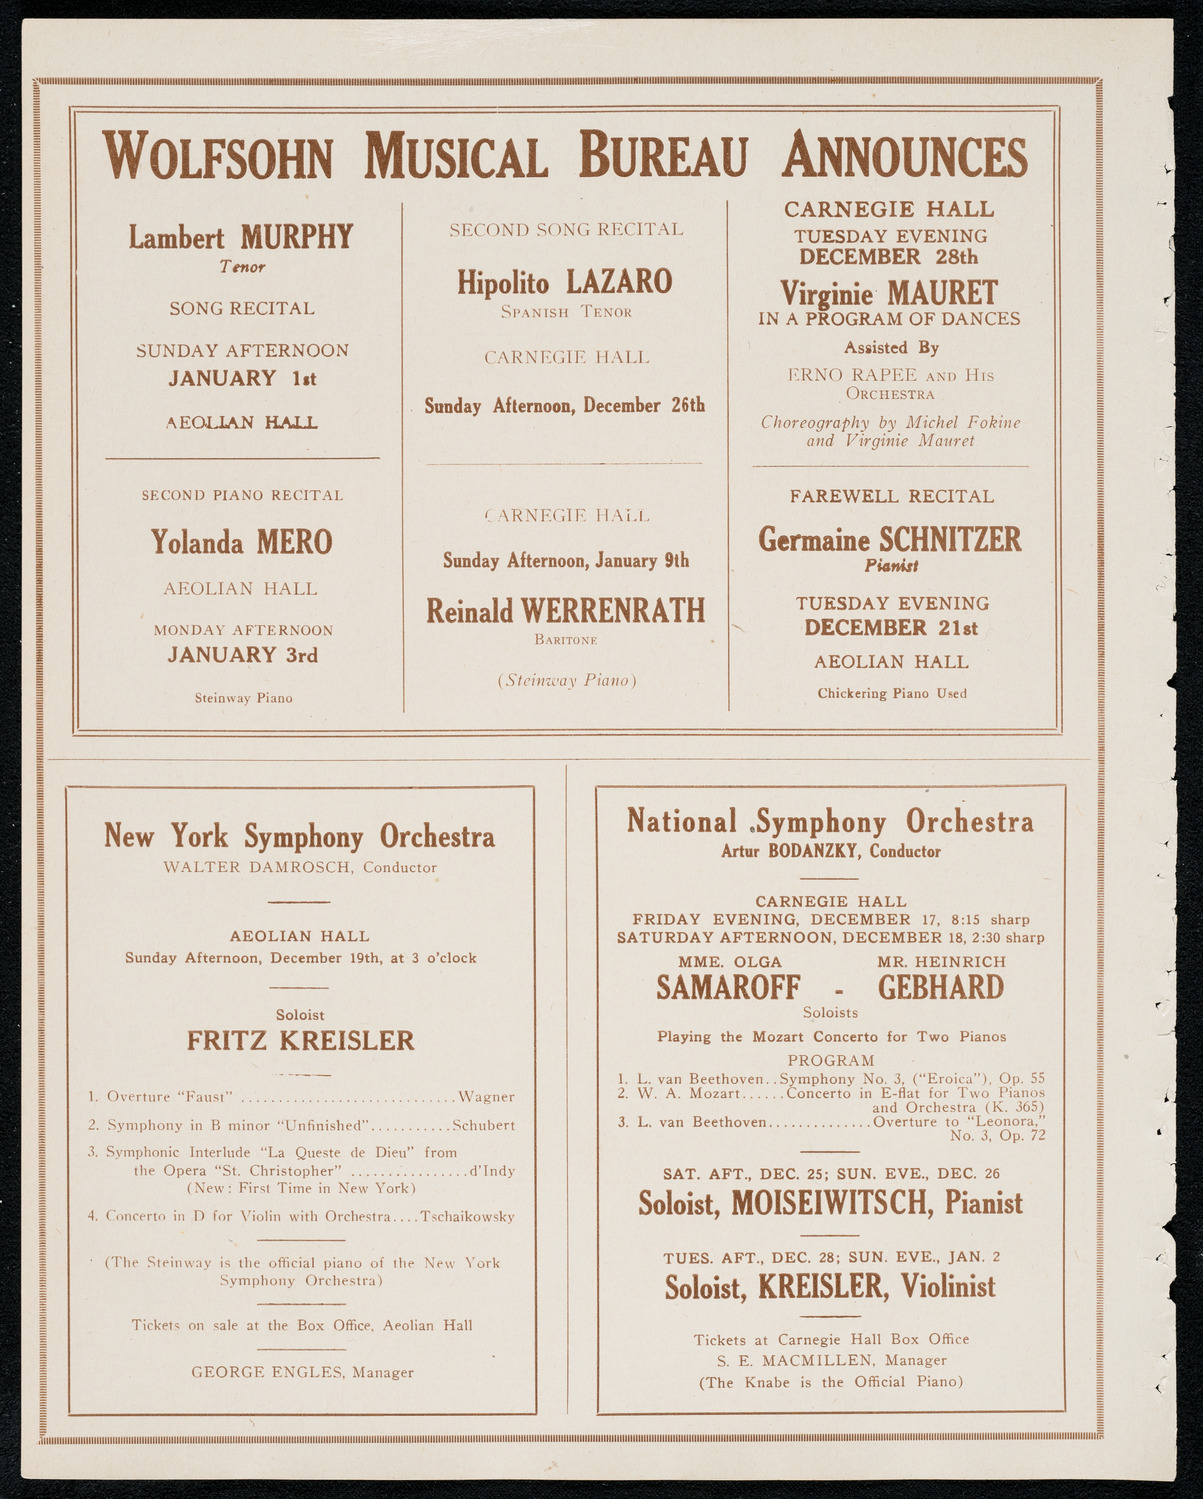 WOLFSOHN MUSICAL BUREAU ANNOUNCES
Lambert MURPHY
Tenor
SONG RECITAL
SUNDAY AFTERNOON
JANUARY 1st
AEOLIAN HALL
SECOND PIANO RECITAL
Yolanda MERO
AEOLIAN HALL
MONDAY AFTERNOON
JANUARY 3rd
Steinway Piano
SECOND SONG RECITAL
Hipolito LAZARO
SPANISH TENOR
CARNEGIE HALL
Sunday Afternoon, December 26th
CARNEGIE HALL
Sunday Afternoon, January 9th
Reinald WERRENRATH
BARITONE
(Steinway Piano)
CARNEGIE HALL
TUESDAY EVENING
DECEMBER 28th
Virginie MAURET
IN A PROGRAM OF DANCES
Assisted By
ERNO RAPEE AND HIS
ORCHESTRA
Choreography by Michel Fokine
and Virginie Mauret
FAREWELL RECITAL
Germaine SCHNITZER
Pianist
TUESDAY EVENING
DECEMBER 21st
AEOLIAN HALL
Chickering Piano Used
New York Symphony Orchestra
WALTER DAMROSCH, Conductor
AEOLIAN HALL
Sunday Afternoon, December 19th, at 3 o'clock
Soloist
FRITZ KREISLER
1. Overture "Faust" ............................Wagner
2. Symphony in B minor "Unfinished"...........Schubert
3. Symphonic Interlude "La Queste de Dieu" from
the Opera "St. Christopher" ................d'Indy
(New: First Time in New York)
4. Concerto in D for Violin with Orchestra....Tschaikowsky
(The Steinway is the official piano of the New York
Symphony Orchestra)
Tickets on sale at the Box Office, Aeolian Hall
GEORGE ENGLES, Manager
National Symphony Orchestra
Artur BODANZKY, Conductor
CARNEGIE HALL
FRIDAY EVENING, DECEMBER 17, 8:15 sharp
SATURDAY AFTERNOON, DECEMBER 18, 2:30 sharp
MME. OLGA MR. HEINRICH
SAMAROFF - GEBHARD
Soloists
Playing the Mozart Concerto for Two Pianos
PROGRAM
1. L. van Beethoven..Symphony No. 3, ("Eroica"), Op. 55
2. W. A. Mozart......Concerto in E-flat for Two Pianos
and Orchestra (K. 365)
3. L. van Beethoven..............Overture to "Leonora,"
No. 3, Op. 72
SAT. AFT., DEC. 25; SUN. EVE., DEC. 26
Soloist, MOISEIWITSCH, Pianist
TUES. AFT., DEC. 28; SUN. EVE., JAN. 2
Soloist, KREISLER, Violinist
Tickets at Carnegie Hall Box Office
S. E. MACMILLEN, Manager
(The Knabe is the Official Piano)